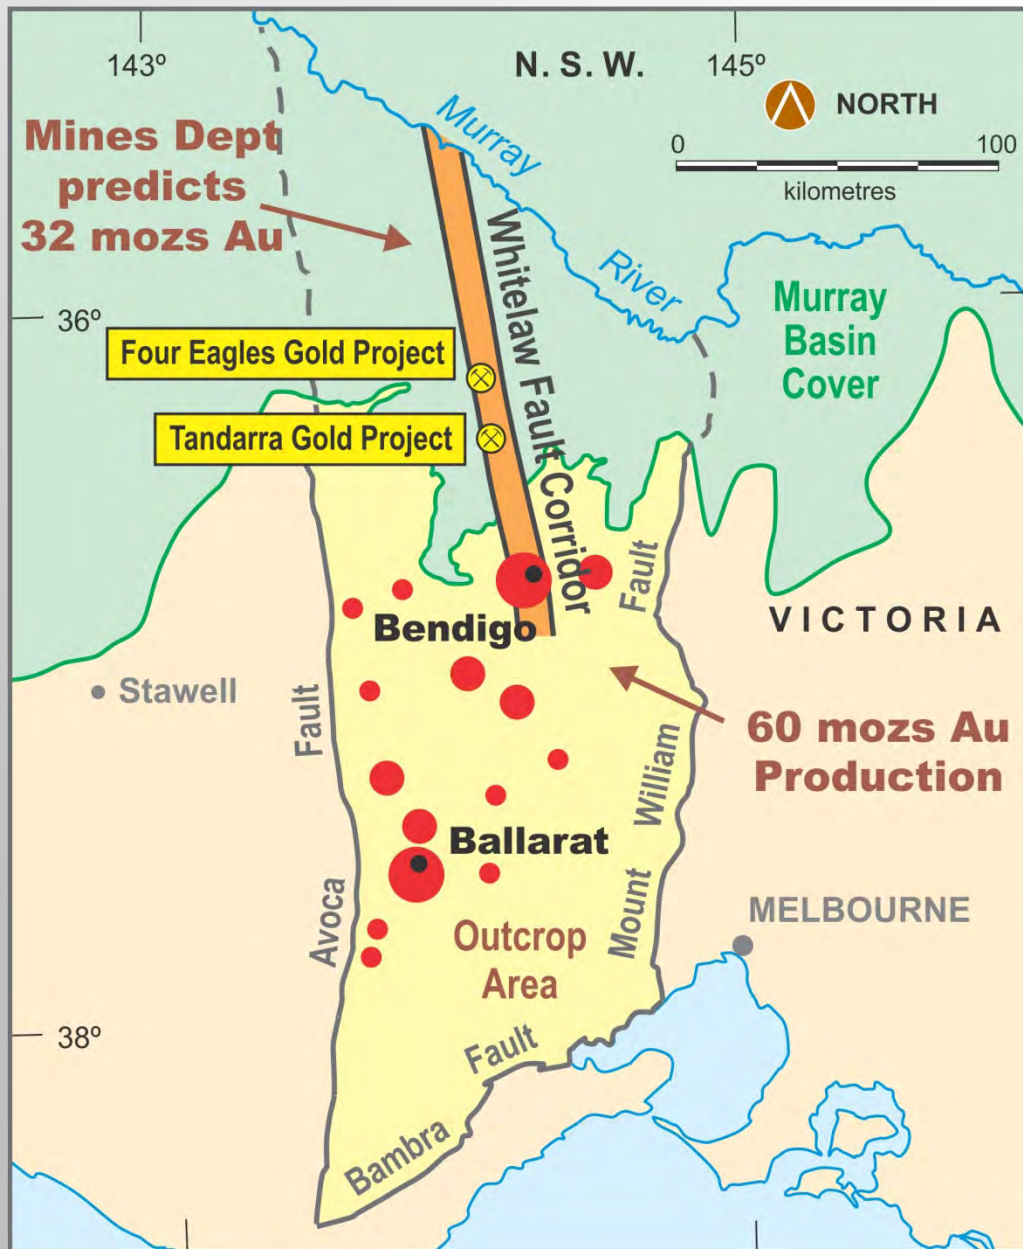 143º
N. S. W.
145º
NORTH
0
100
kilometres
Mines Dept
predicts
32 mozs Au
Murray
River
Whitelaw Fault Corridor
Murray
Basin
Cover
36º
Four Eagles Gold Project
Tandarra Gold Project
Fault
Bendigo
VICTORIA
Stawell
Fault
60 mozs Au
Production
William
Ballarat
Avoca
Mount
MELBOURNE
Outcrop
Area
38º
Fault
Bambra